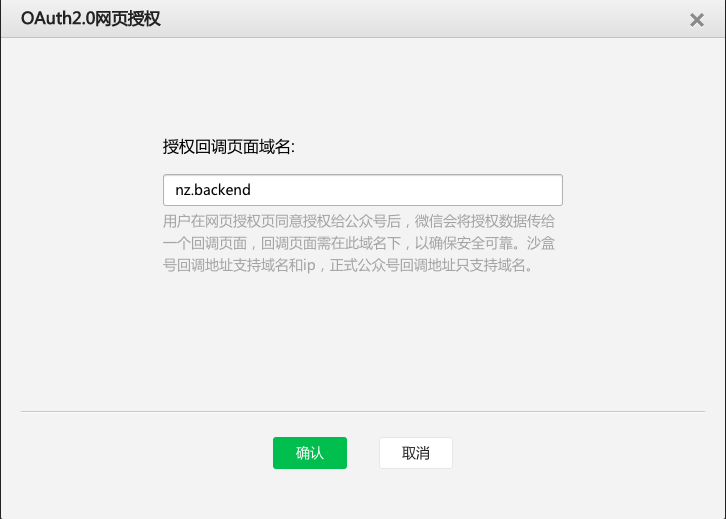 OAuth2.0网页授权
授权回调页面域名:
nz.backend
用户在网页授权页同意授权给公众号后，微信会将授权数据传给
一个回调页面，回调页面需在此域名下，以确保安全可靠。沙盒
号回调地址支持域名和ip，正式公众号回调地址只支持域名。
确认
取消